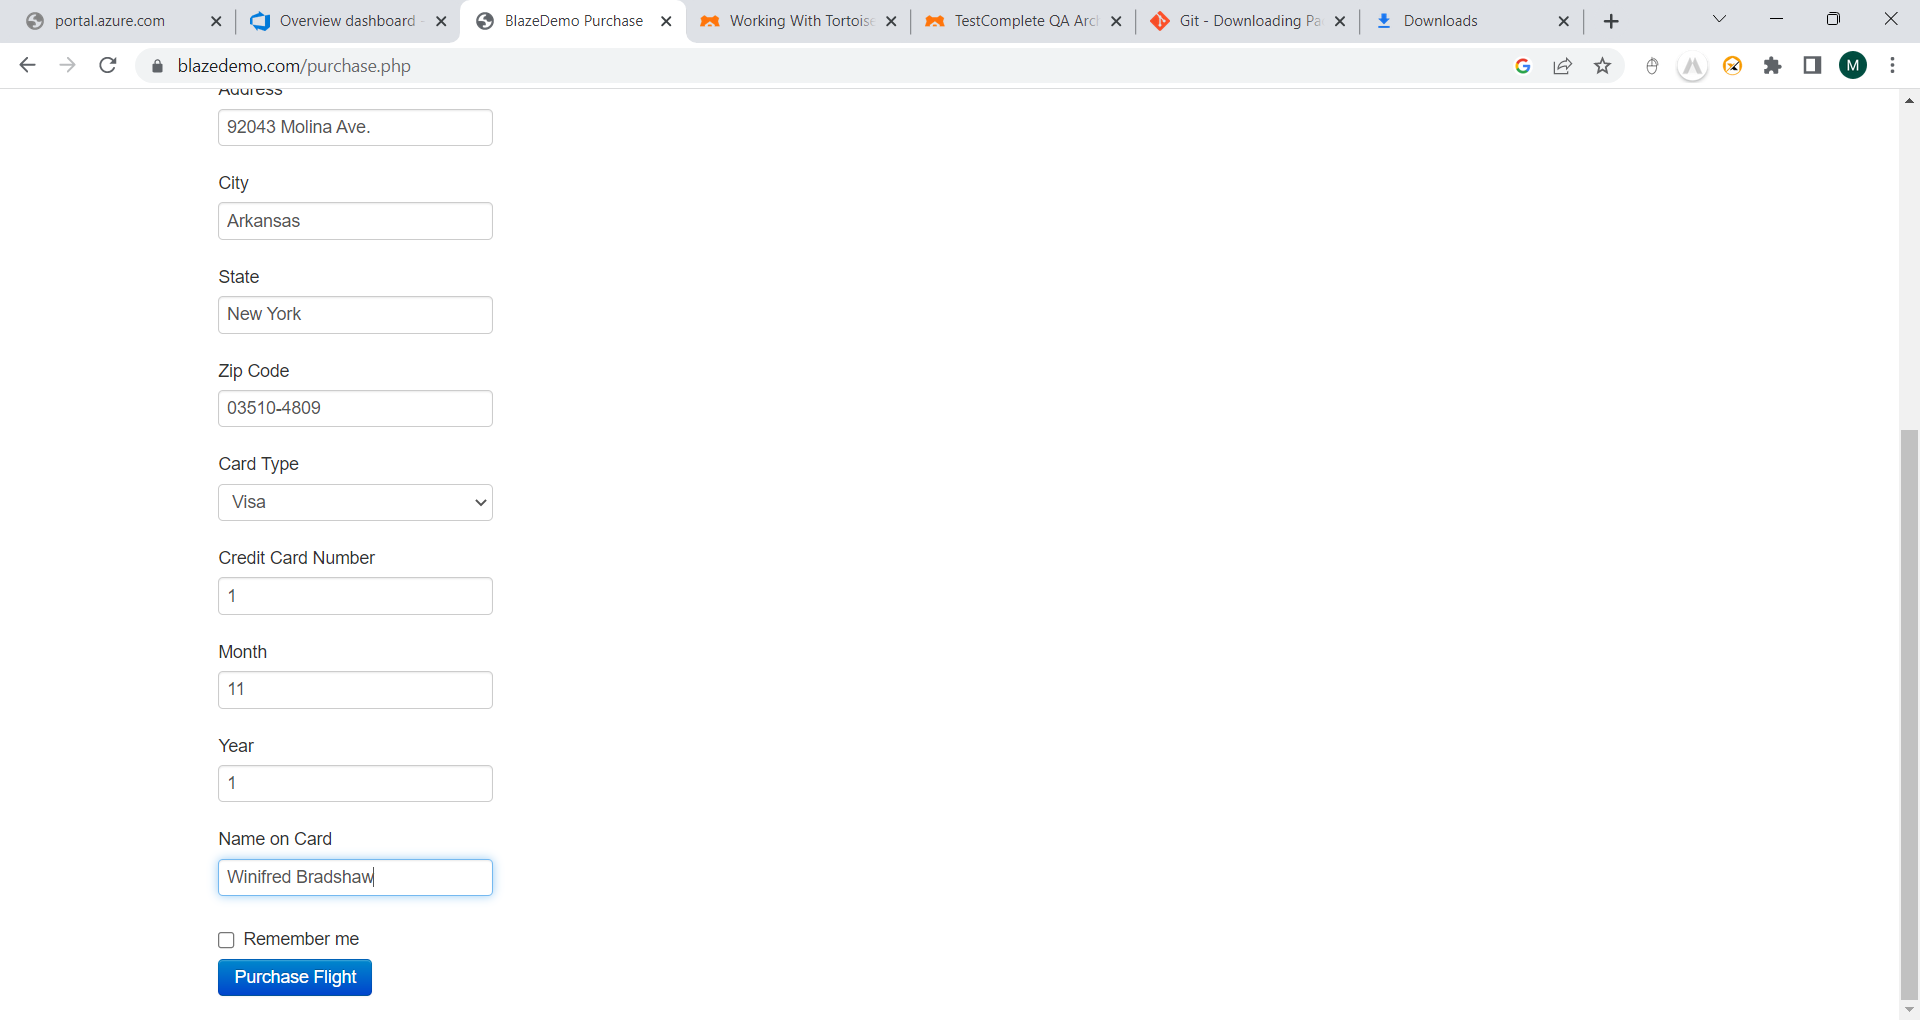 portal.azure.com
Overview dashboard -
BlazeDemo Purchase
Working With Tortoise
TestComplete QA Arc
Git - Downloading Pa
Downloads
blazedemo.com/purchase.php
M
Address
92043 Molina Ave.
City
Arkansas
State
New York
Zip Code
03510-4809
Card Type
Visa
Credit Card Number
1
Month
11
Year
1
Name on Card
Winifred Bradshaw
Remember me
Purchase Flight